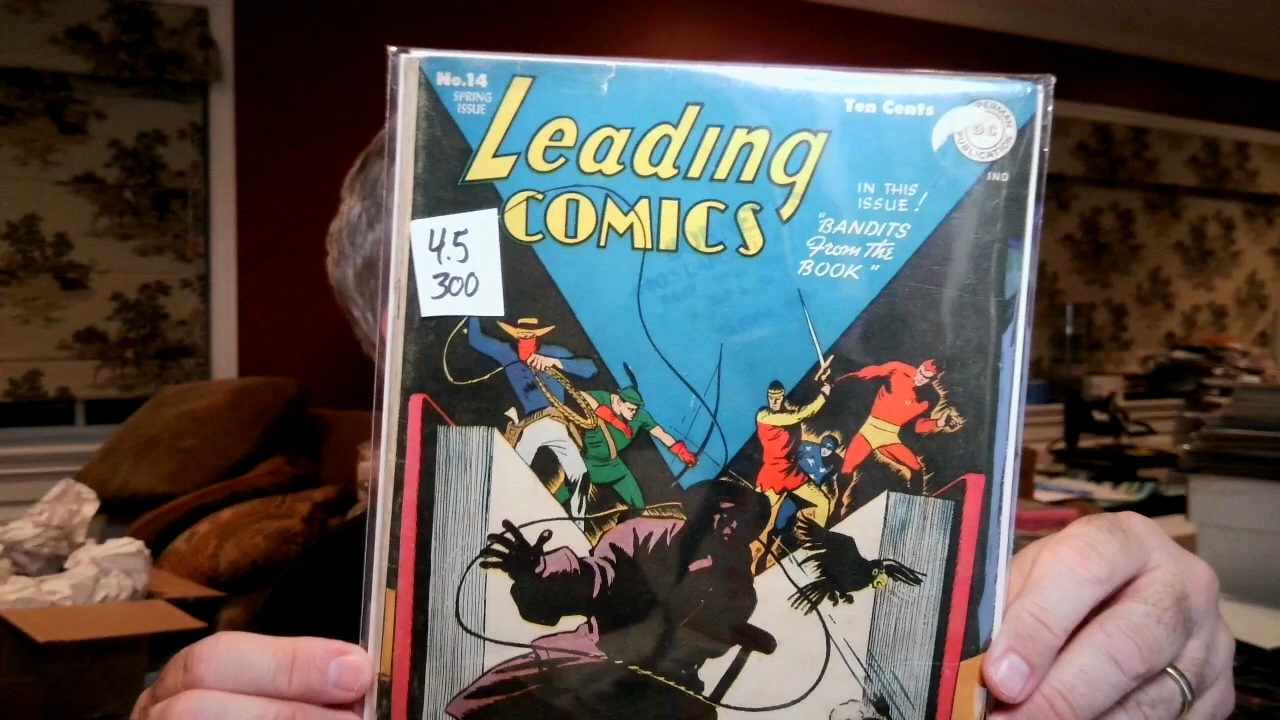 No.14
SPRING
ISSUE
Leading
COMICS
Ten Cents
PERMAN
DC
PUBLICATION
IND
IN THIS
ISSUE!
"BANDITS
From The
BOOK"
4.5
300